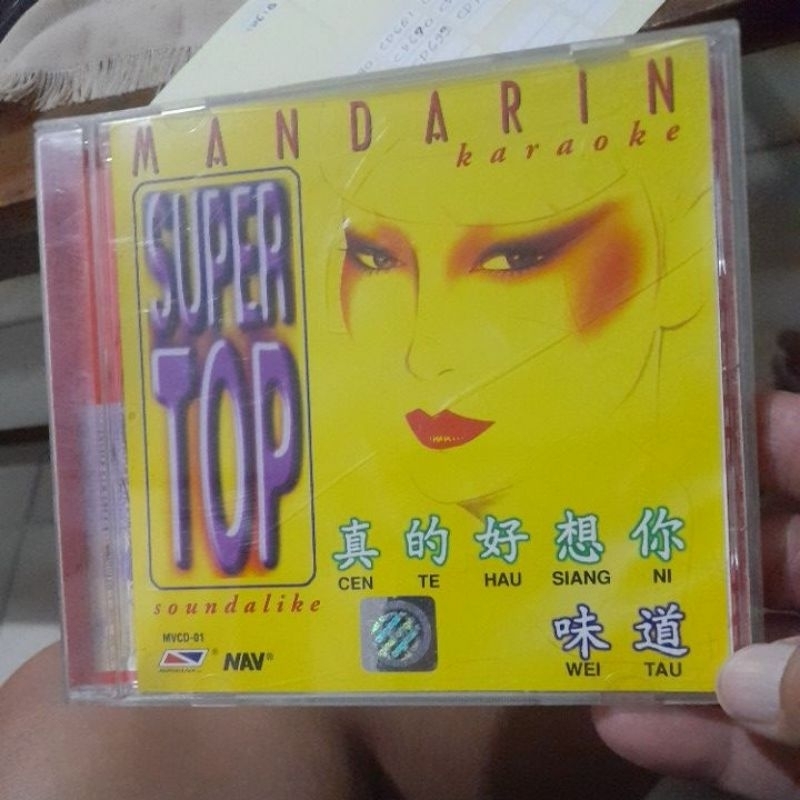 MANDARIN
karaoke
SUPER
TOP
soundalike
真的好想你
CEN TE HAU SIANG NI
味道
WEI TAU
MVCD-01
NAV®